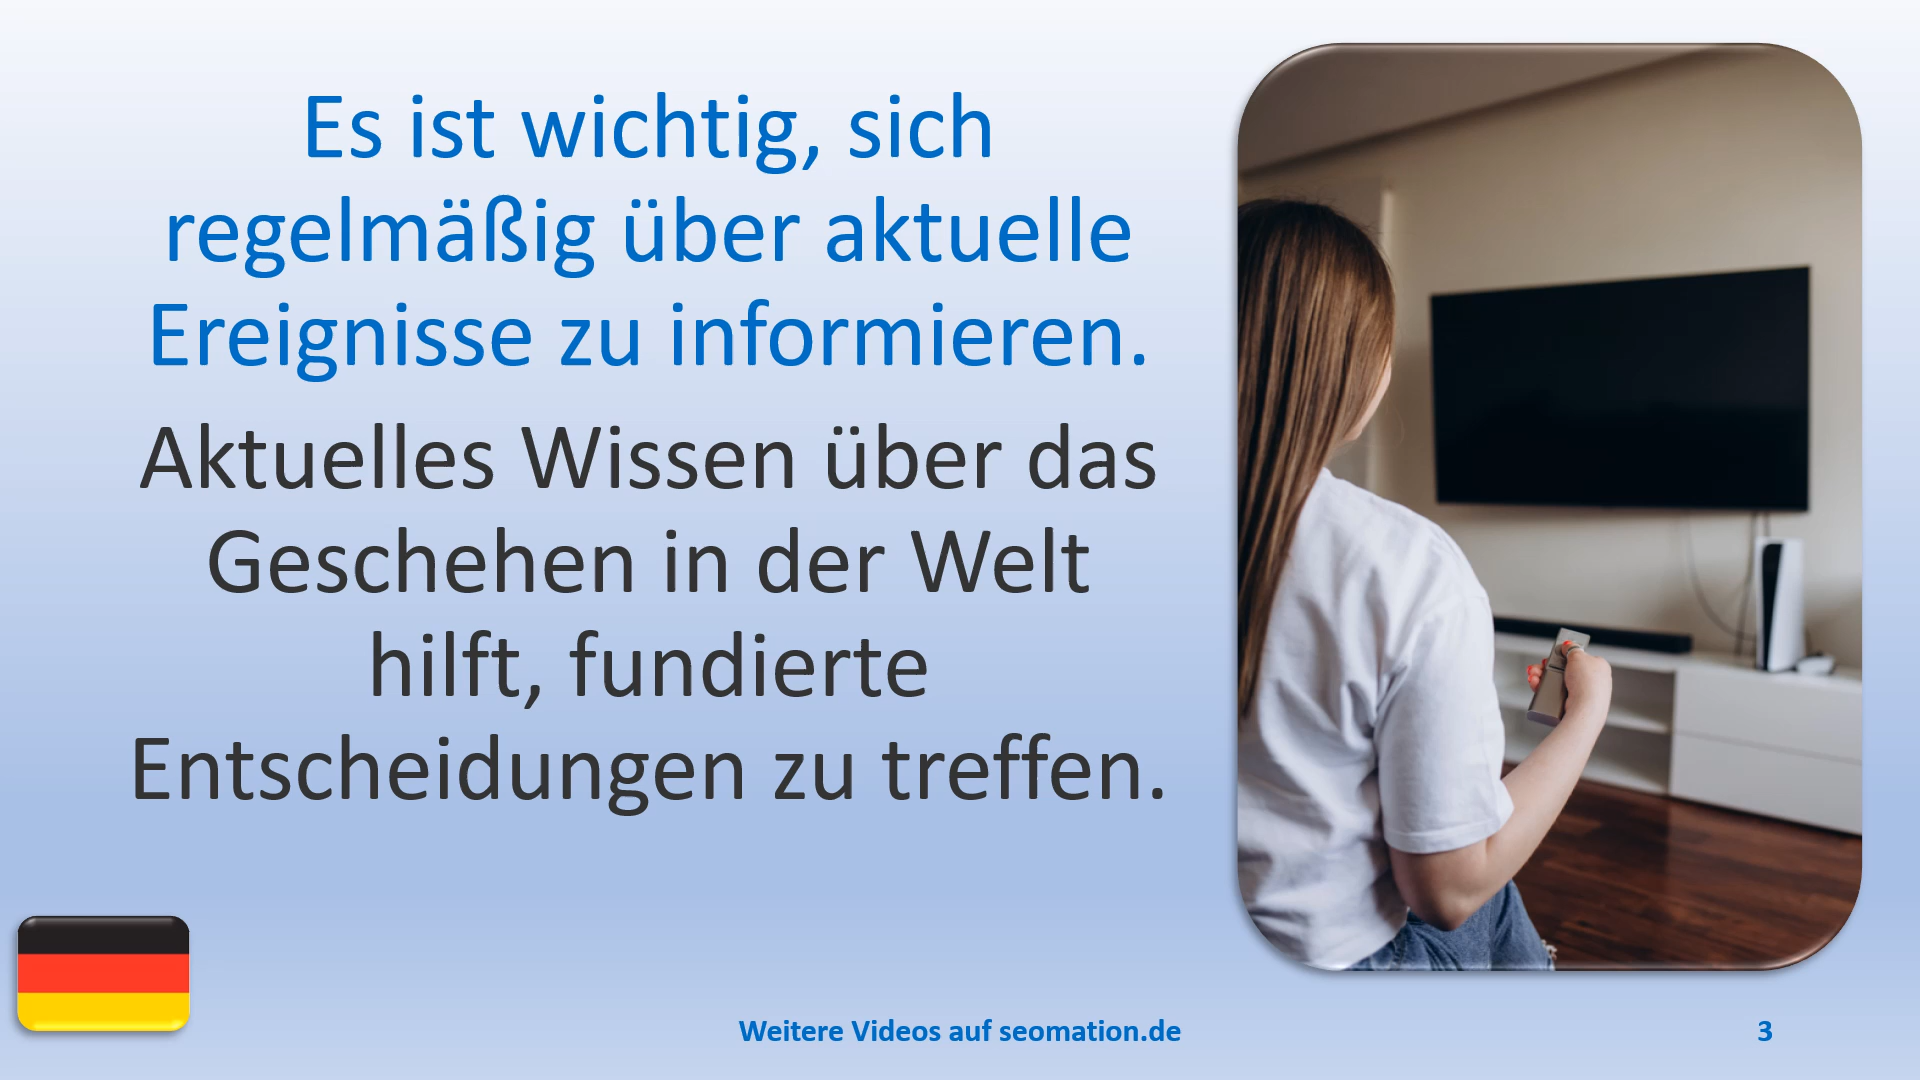 Es ist wichtig, sich
regelmäßig über aktuelle
Ereignisse zu informieren.
Aktuelles Wissen über das
Geschehen in der Welt
hilft, fundierte
Entscheidungen zu treffen.
Weitere Videos auf seomation.de
3